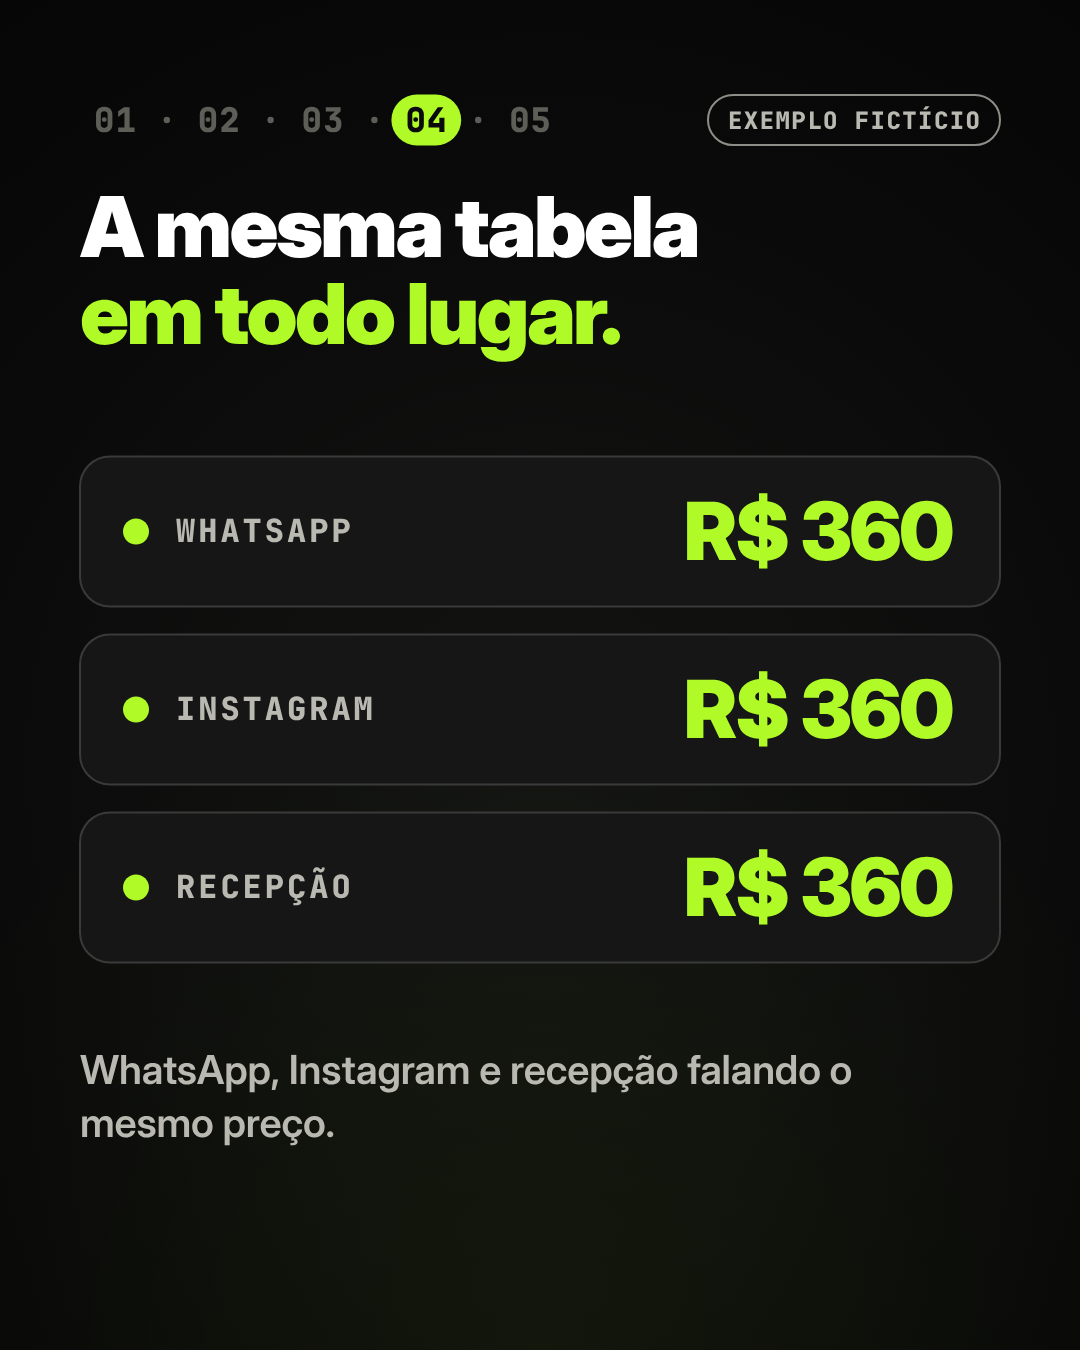 01 · 02 · 03 · 04 · 05
EXEMPLO FICTÍCIO
A mesma tabela
em todo lugar.
WHATSAPP R$ 360
INSTAGRAM R$ 360
RECEPÇÃO R$ 360
WhatsApp, Instagram e recepção falando o
mesmo preço.